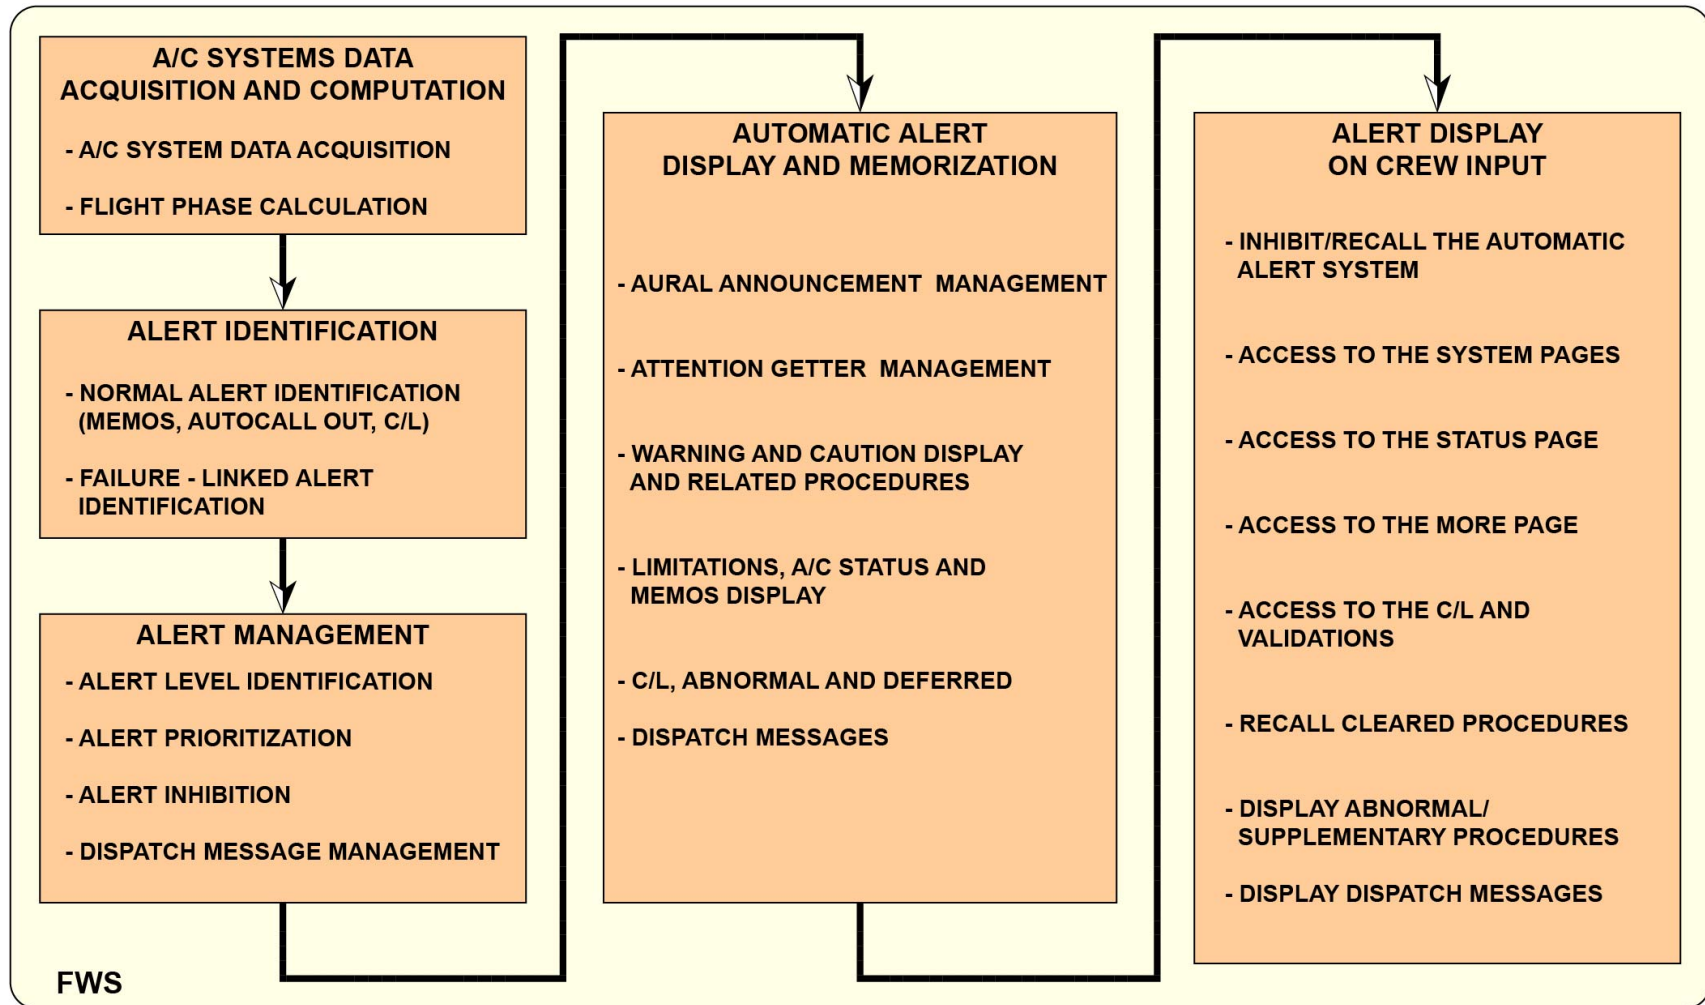 A/C SYSTEMS DATA
ACQUISITION AND COMPUTATION
- A/C SYSTEM DATA ACQUISITION
- FLIGHT PHASE CALCULATION
ALERT IDENTIFICATION
- NORMAL ALERT IDENTIFICATION
(MEMOS, AUTOCALL OUT, C/L)
- FAILURE - LINKED ALERT
IDENTIFICATION
ALERT MANAGEMENT
- ALERT LEVEL IDENTIFICATION
- ALERT PRIORITIZATION
- ALERT INHIBITION
- DISPATCH MESSAGE MANAGEMENT
AUTOMATIC ALERT
DISPLAY AND MEMORIZATION
- AURAL ANNOUNCEMENT MANAGEMENT
- ATTENTION GETTER MANAGEMENT
- WARNING AND CAUTION DISPLAY
AND RELATED PROCEDURES
- LIMITATIONS, A/C STATUS AND
MEMOS DISPLAY
- C/L, ABNORMAL AND DEFERRED
- DISPATCH MESSAGES
ALERT DISPLAY
ON CREW INPUT
- INHIBIT/RECALL THE AUTOMATIC
ALERT SYSTEM
- ACCESS TO THE SYSTEM PAGES
- ACCESS TO THE STATUS PAGE
- ACCESS TO THE MORE PAGE
- ACCESS TO THE C/L AND
VALIDATIONS
- RECALL CLEARED PROCEDURES
- DISPLAY ABNORMAL/
SUPPLEMENTARY PROCEDURES
- DISPLAY DISPATCH MESSAGES
FWS